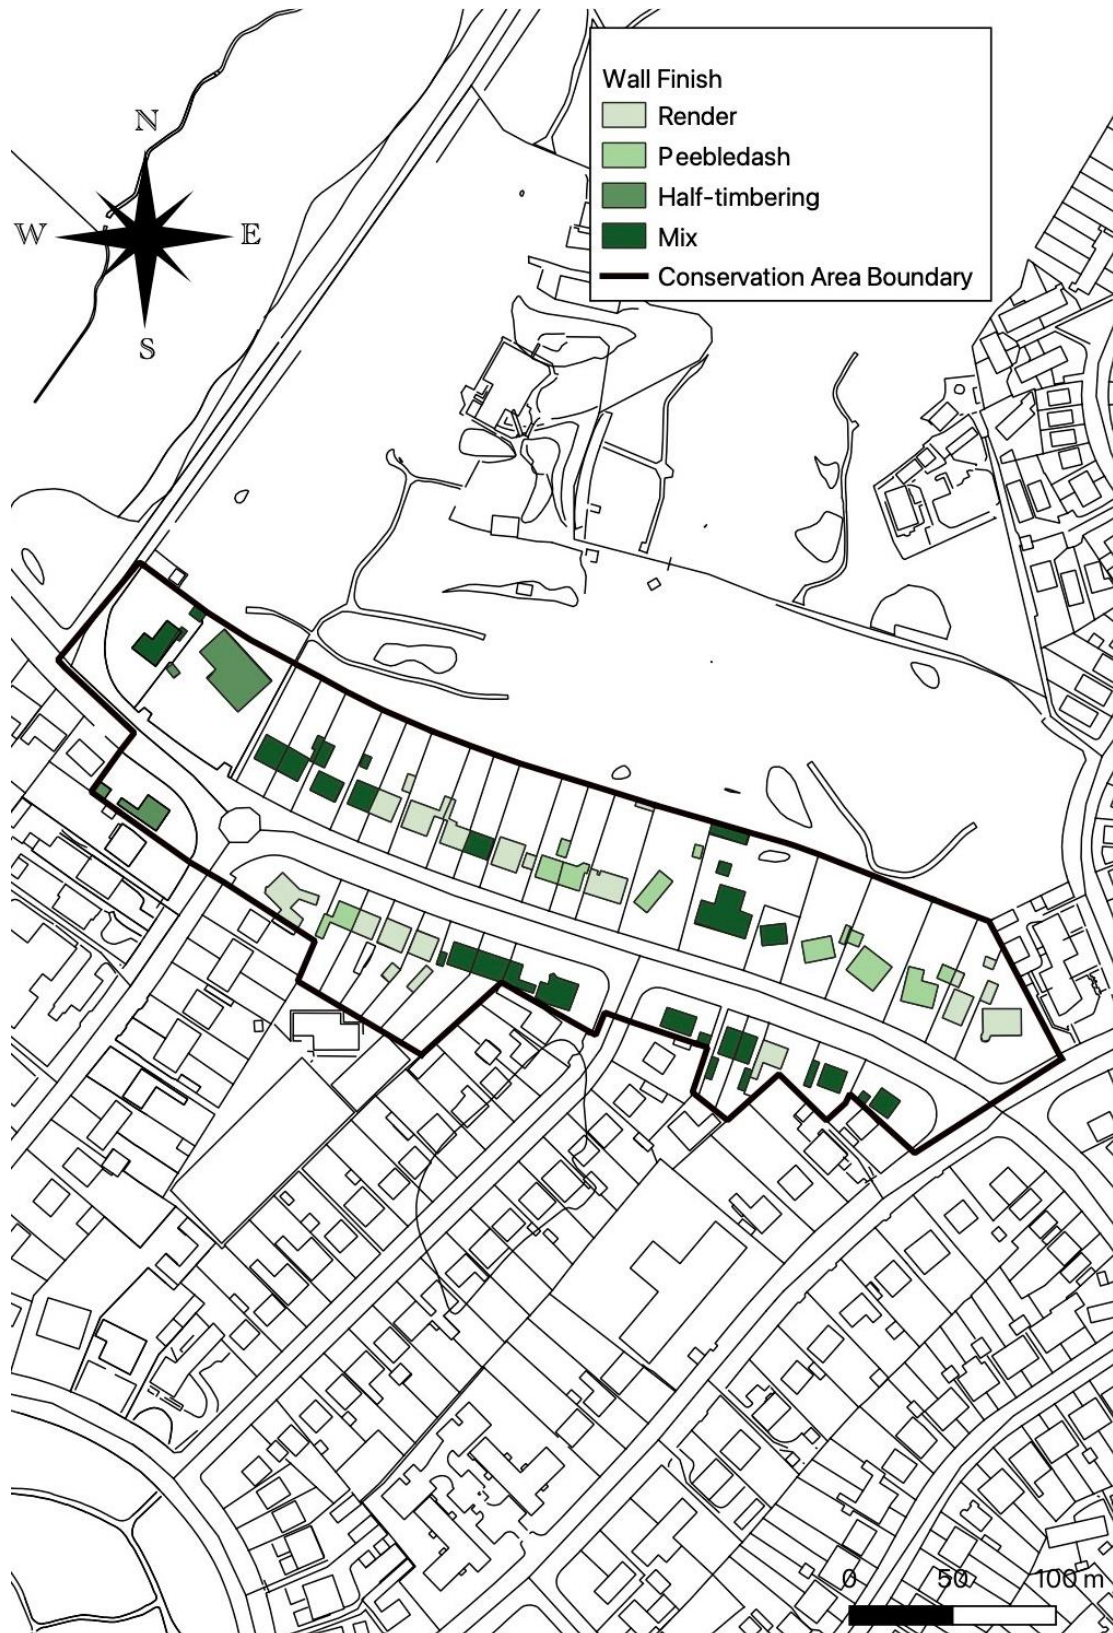 Wall Finish
Render
Peebledash
Half-timbering
Mix
Conservation Area Boundary
N
W E
S
0 50 100 m